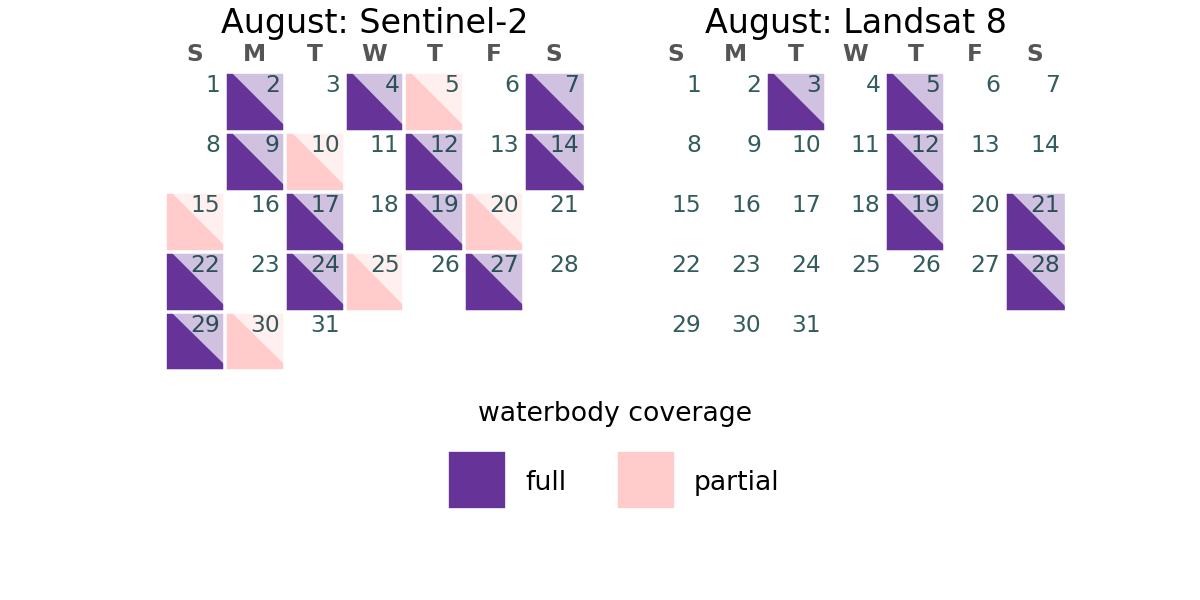 August: Sentinel-2
S M T W T F S
1 2 3 4 5 6 7
8 9 10 11 12 13 14
15 16 17 18 19 20 21
22 23 24 25 26 27 28
29 30 31
August: Landsat 8
S M T W T F S
1 2 3 4 5 6 7
8 9 10 11 12 13 14
15 16 17 18 19 20 21
22 23 24 25 26 27 28
29 30 31
waterbody coverage
full
partial